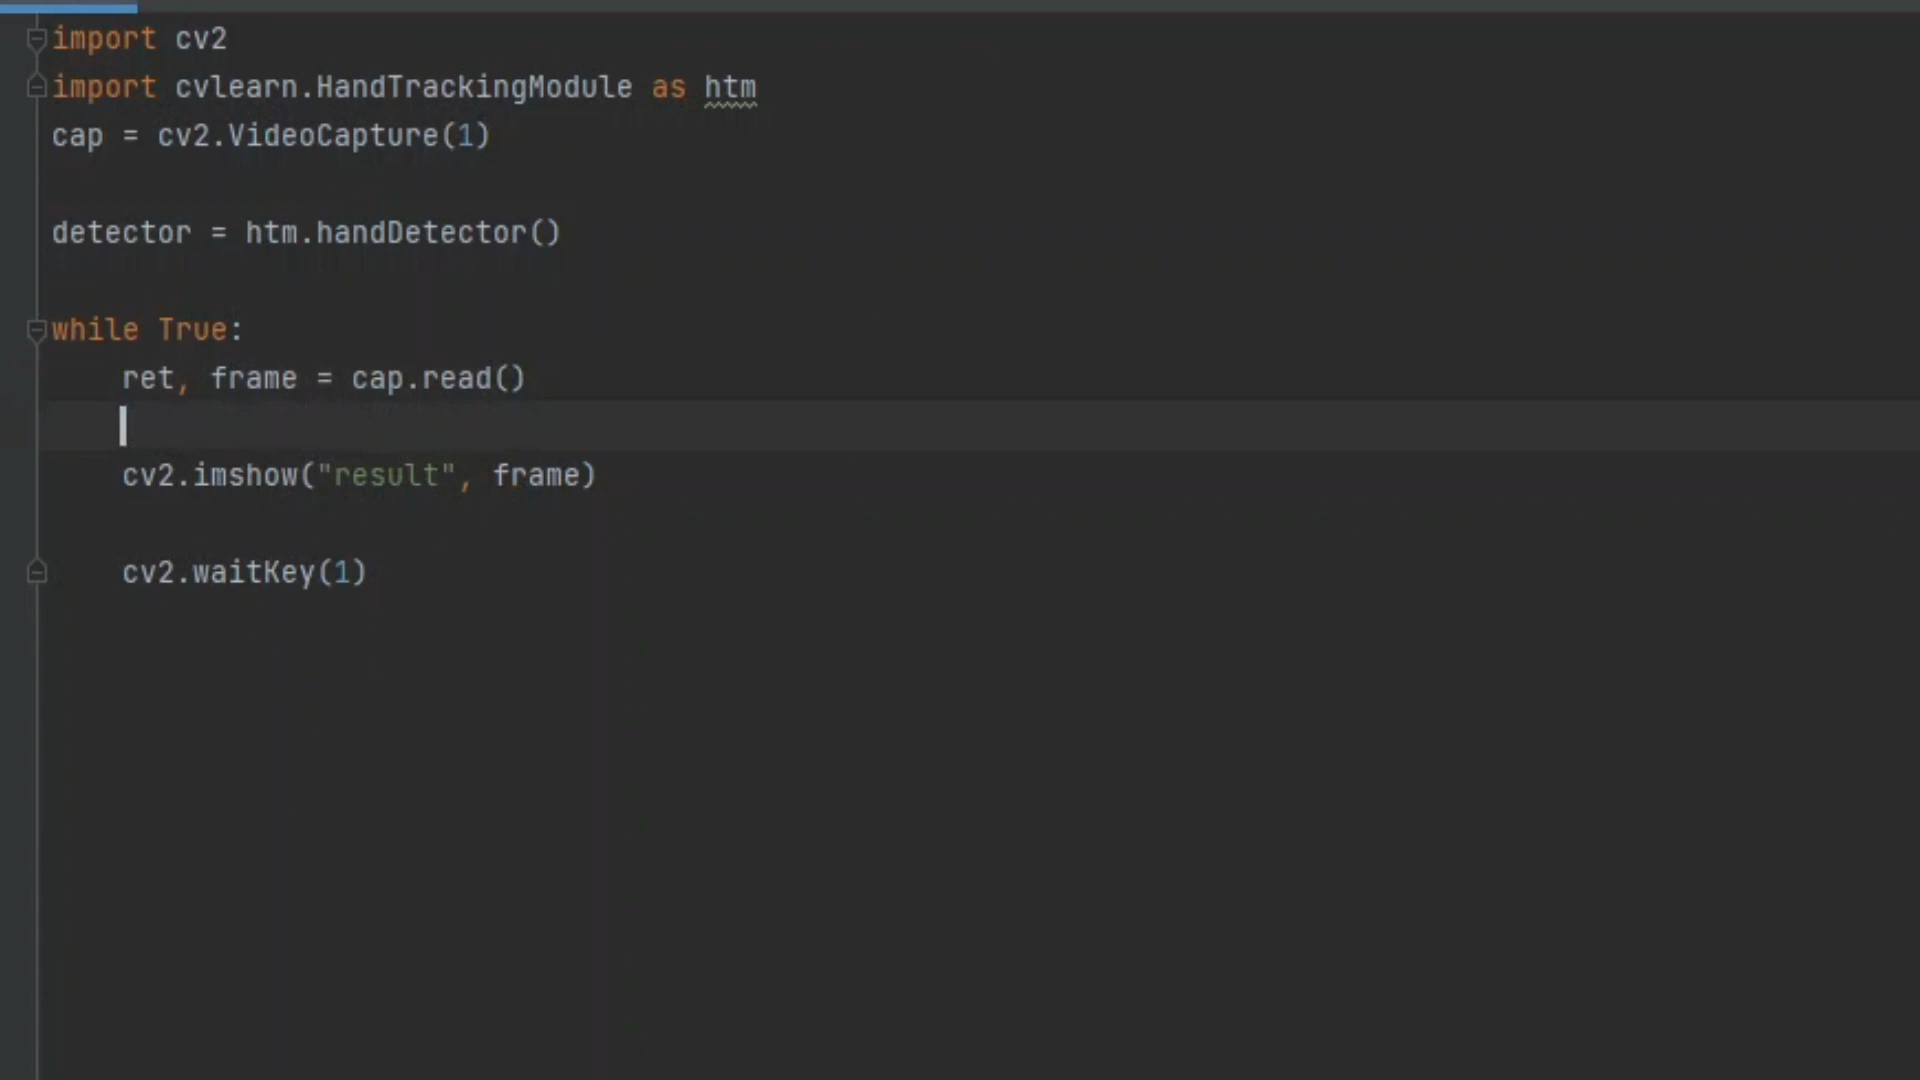 import cv2
import cvlearn.HandTrackingModule as htm
cap = cv2.VideoCapture(1)
detector = htm.handDetector()
while True:
    ret, frame = cap.read()
    cv2.imshow("result", frame)
    cv2.waitKey(1)